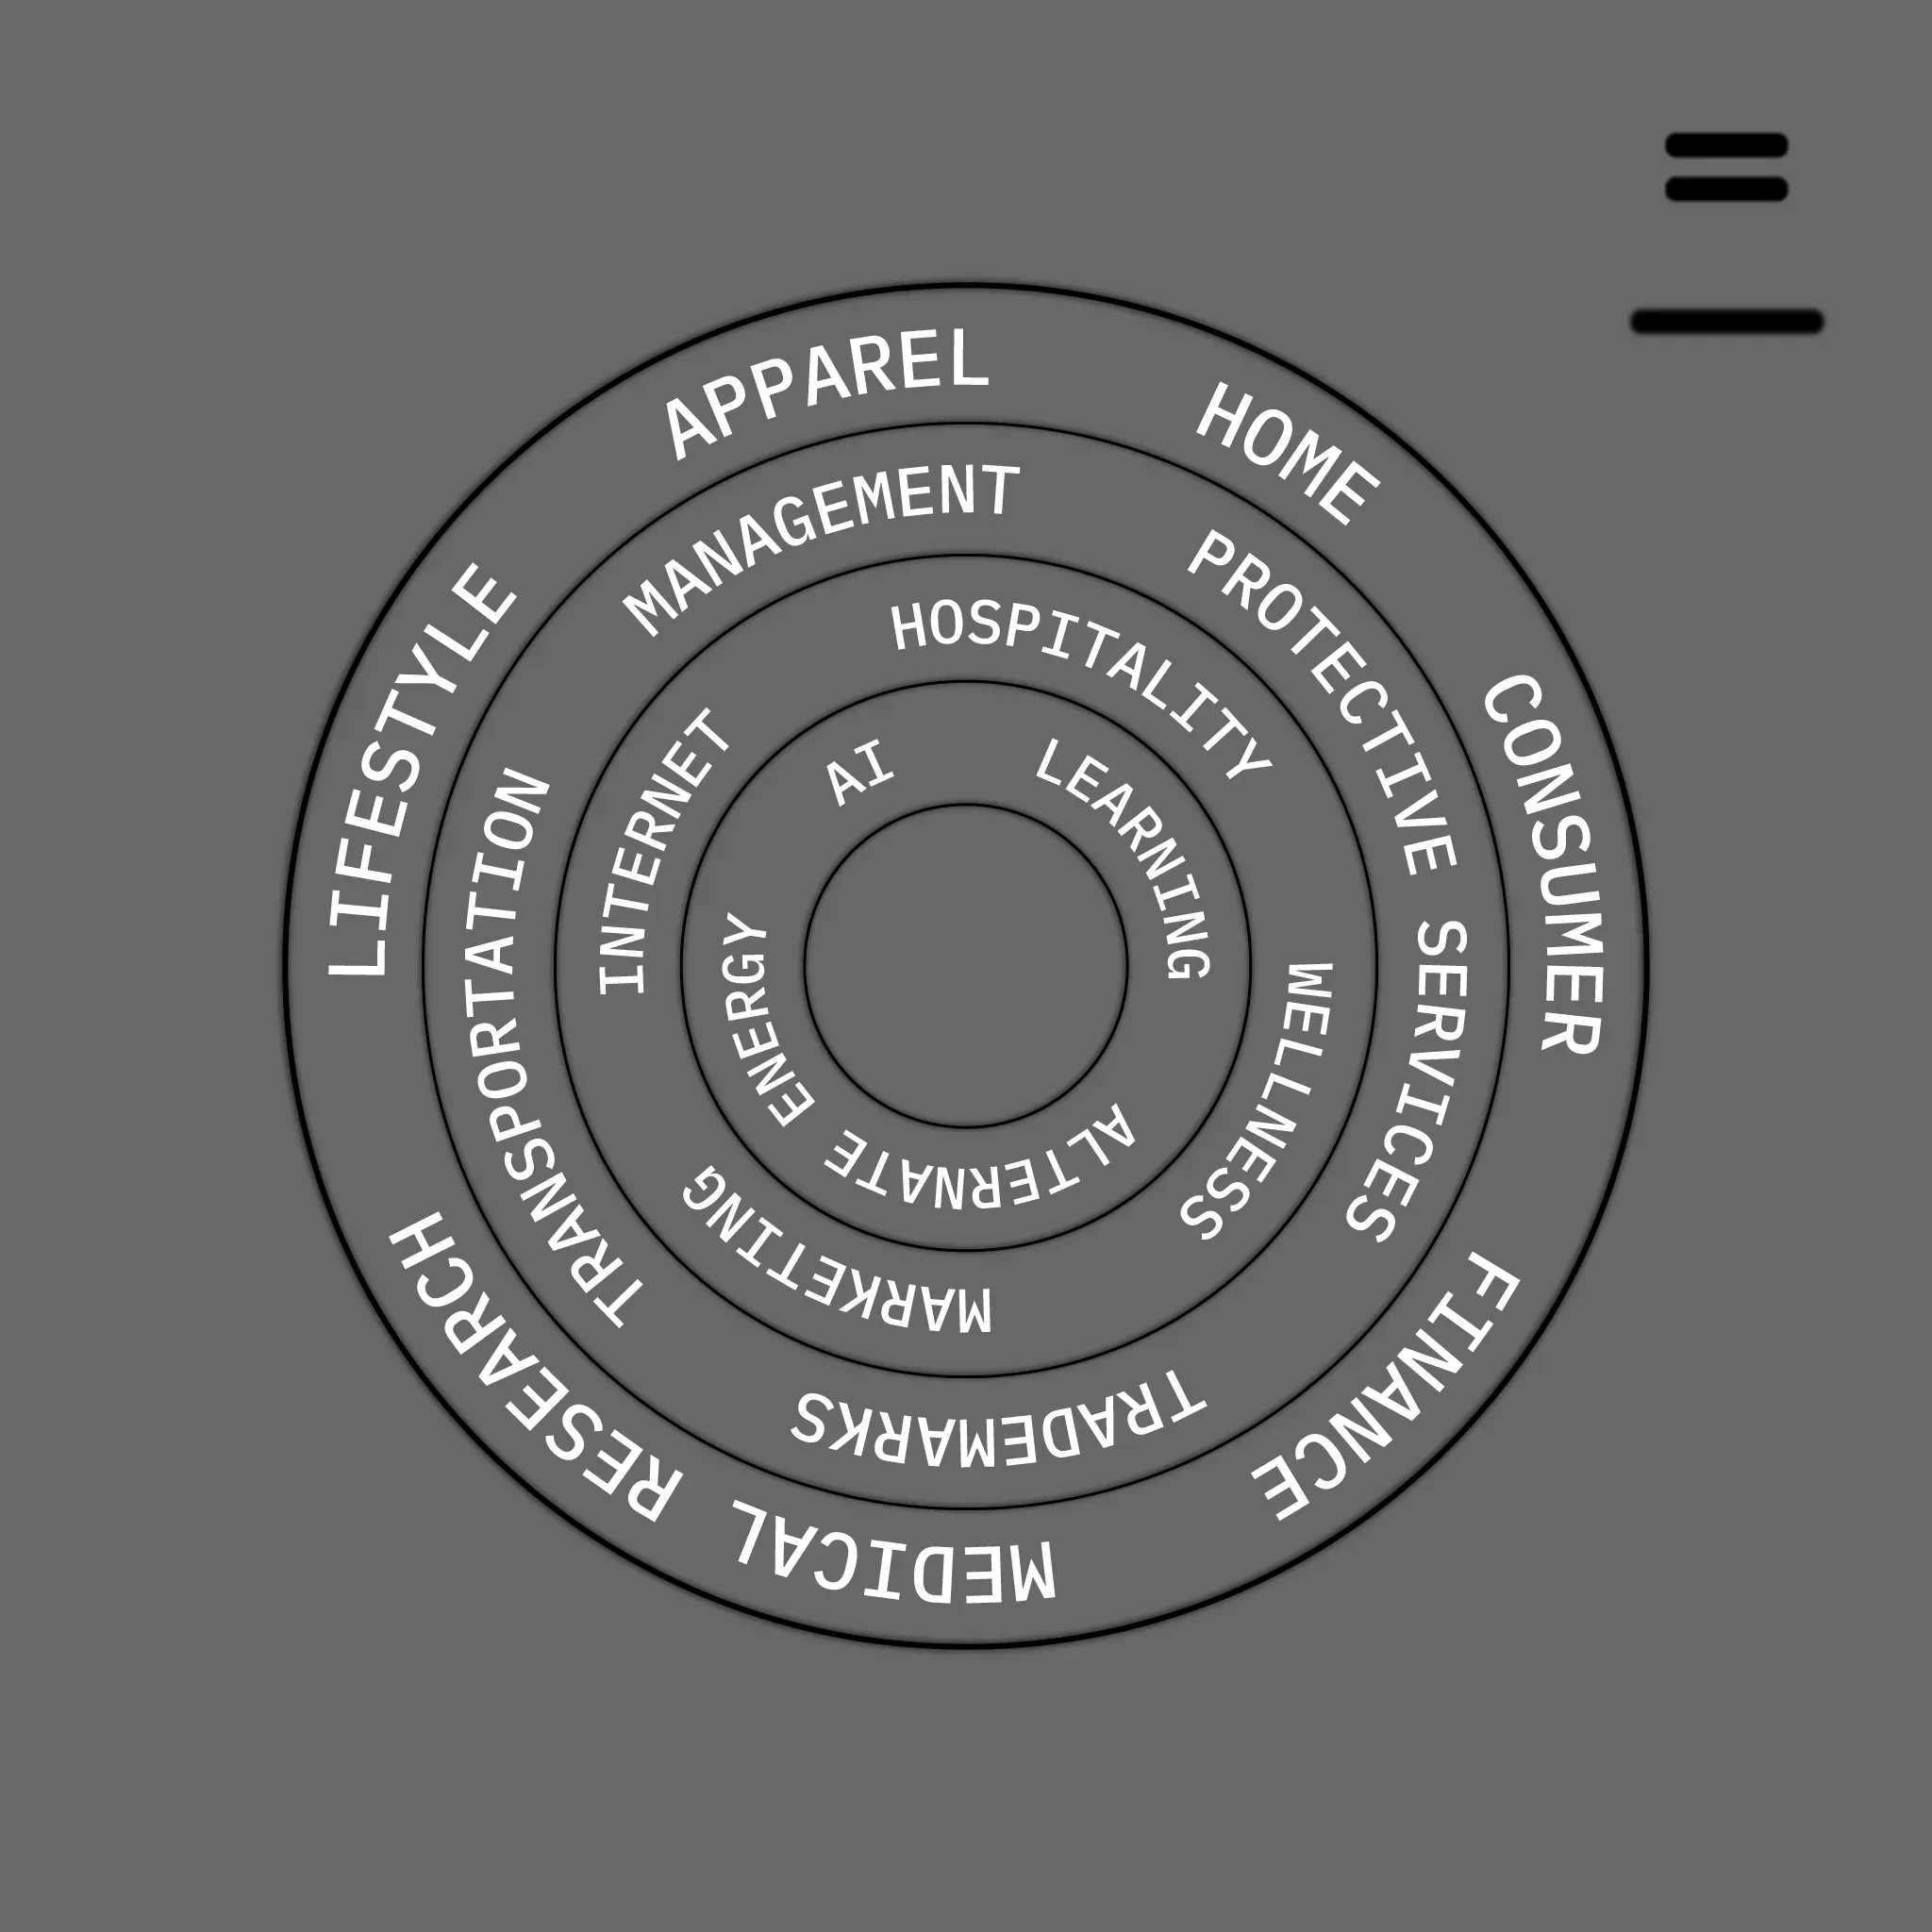 APPAREL
HOME
CONSUMER
FINANCE
MEDICAL RESEARCH
LIFESTYLE
MANAGEMENT
PROTECTIVE SERVICES
TRADEMARKS
TRANSPORTATION
HOSPITALITY
WELLNESS
MARKETING
INTERNET
AI
LEARNING
ALTERNATE ENERGY